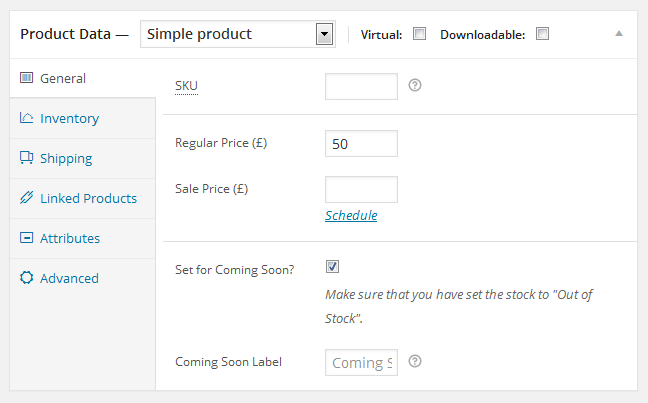 Product Data — Simple product Virtual: Downloadable:
General
SKU
Inventory
Regular Price (£) 50
Shipping
Sale Price (£)
Linked Products
Schedule
Attributes
Set for Coming Soon?
Advanced
Make sure that you have set the stock to "Out of
Stock".
Coming Soon Label Coming S